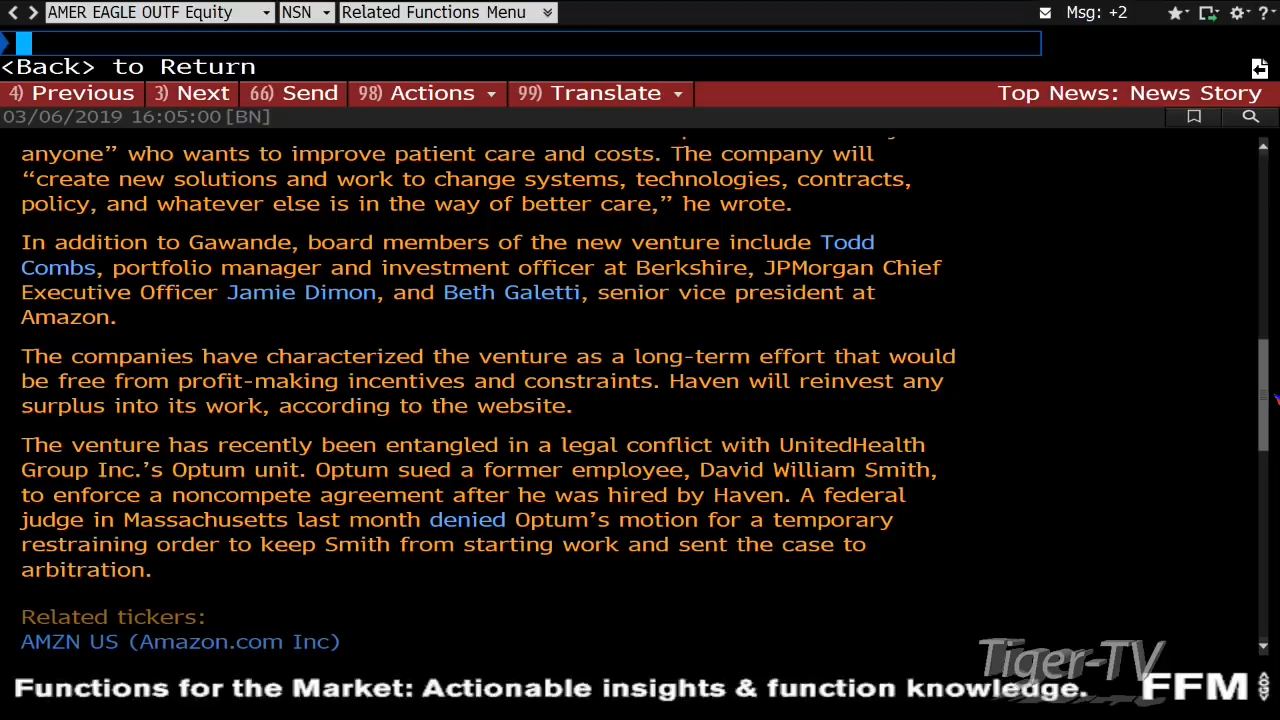 AMER EAGLE OUTF Equity NSN Related Functions Menu Msg: +2
<Back> to Return
4) Previous 3) Next 66) Send 98) Actions 99) Translate Top News: News Story
03/06/2019 16:05:00 [BN]
anyone” who wants to improve patient care and costs. The company will
“create new solutions and work to change systems, technologies, contracts,
policy, and whatever else is in the way of better care,” he wrote.
In addition to Gawande, board members of the new venture include Todd
Combs, portfolio manager and investment officer at Berkshire, JPMorgan Chief
Executive Officer Jamie Dimon, and Beth Galetti, senior vice president at
Amazon.
The companies have characterized the venture as a long-term effort that would
be free from profit-making incentives and constraints. Haven will reinvest any
surplus into its work, according to the website.
The venture has recently been entangled in a legal conflict with UnitedHealth
Group Inc.’s Optum unit. Optum sued a former employee, David William Smith,
to enforce a noncompete agreement after he was hired by Haven. A federal
judge in Massachusetts last month denied Optum’s motion for a temporary
restraining order to keep Smith from starting work and sent the case to
arbitration.
Related tickers:
AMZN US (Amazon.com Inc)
Tiger-TV
Functions for the Market: Actionable insights & function knowledge. FFM